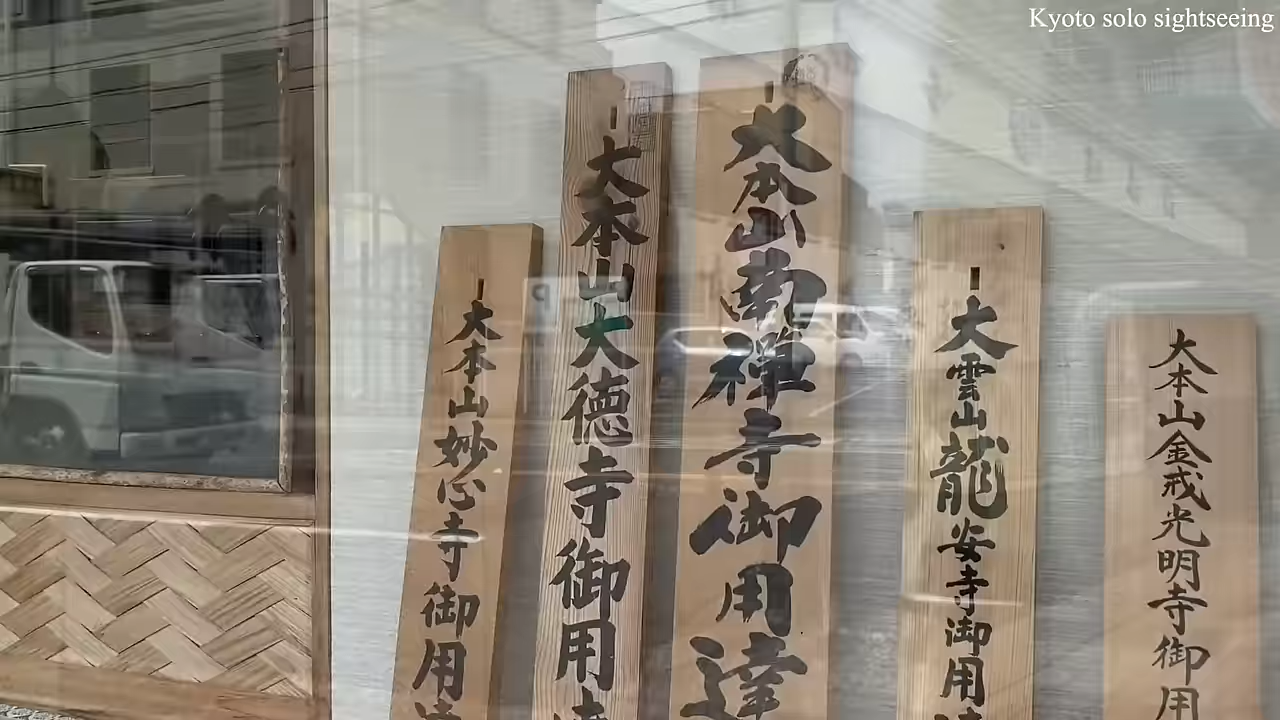 Kyoto solo sightseeing
大本山金戒光明寺御用
大雲山龍安寺御用達
大本山南禅寺御用達
大本山大徳寺御用達
大本山妙心寺御用達